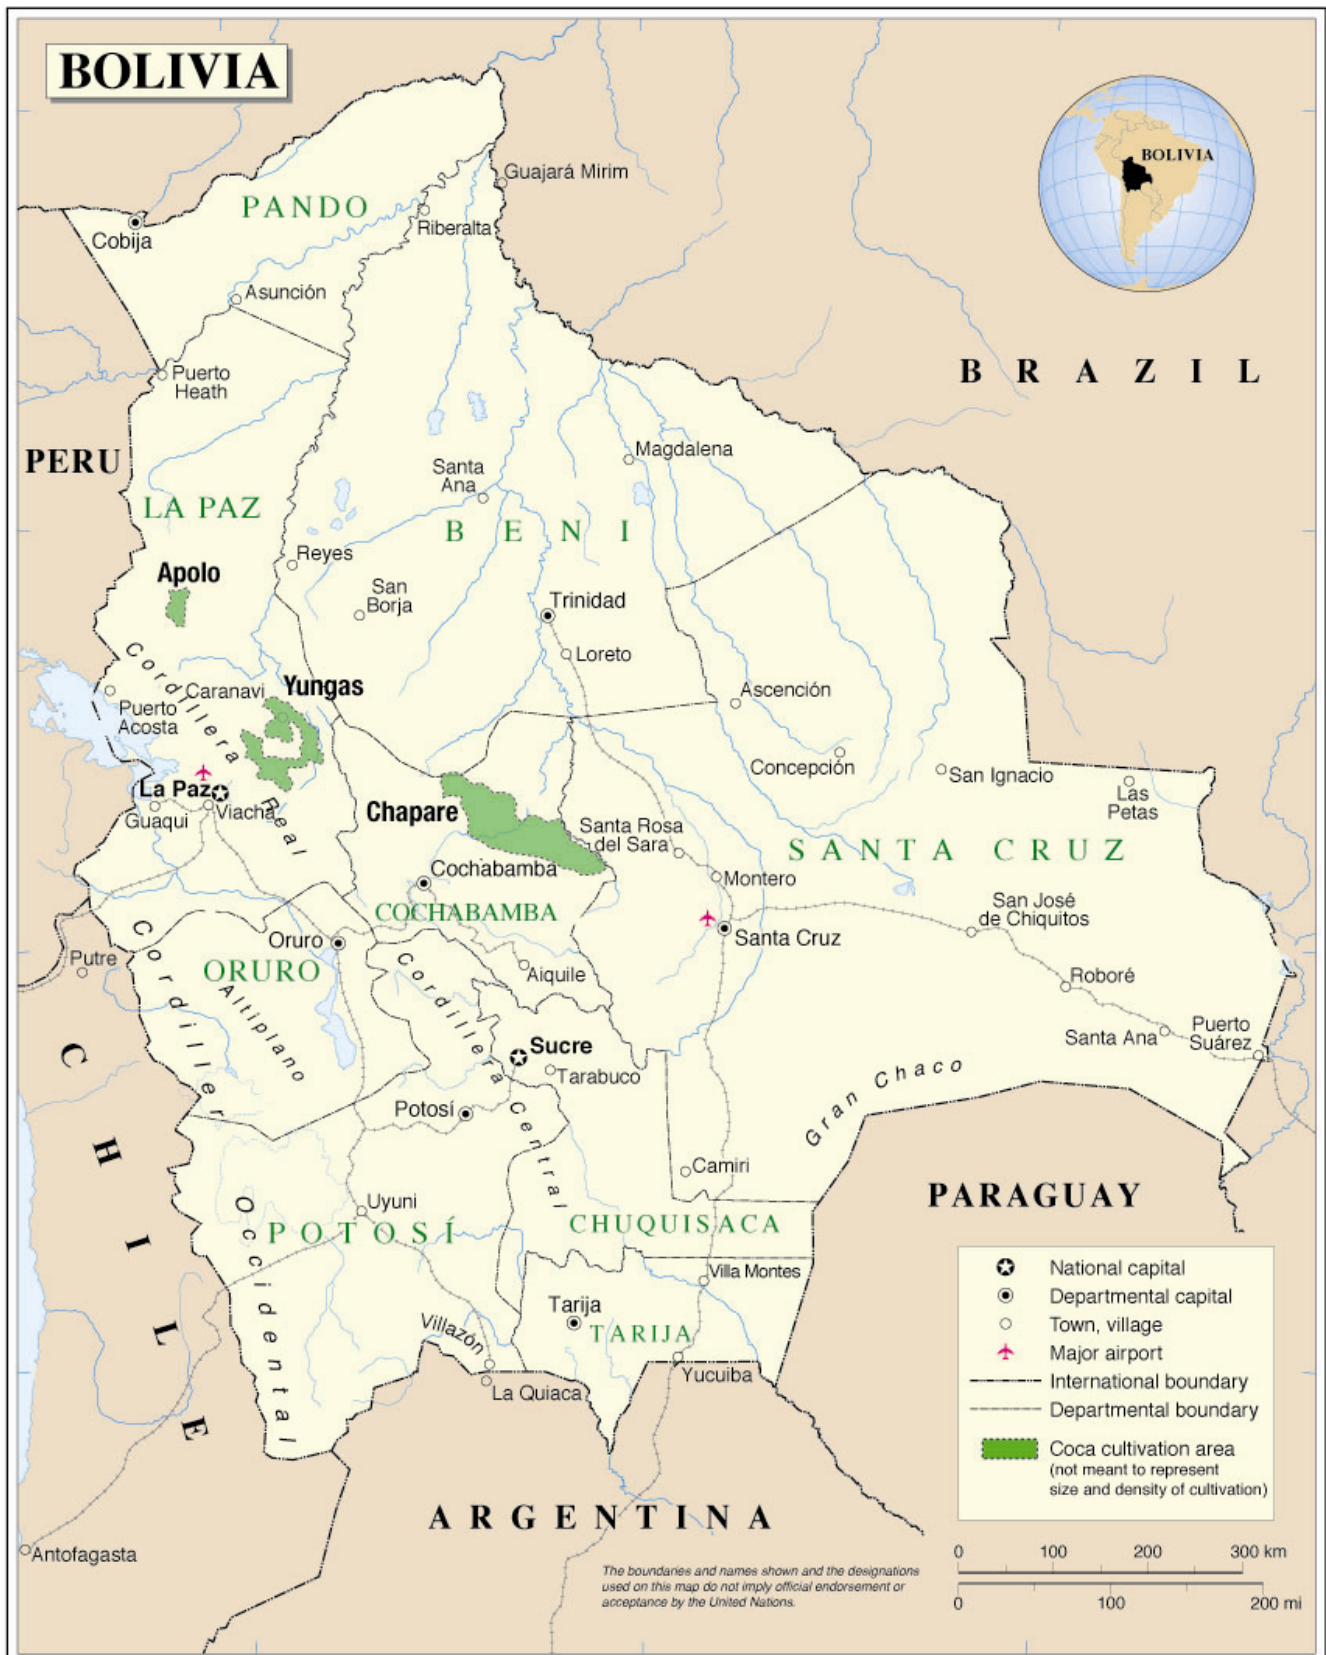 BOLIVIA
BOLIVIA
Guajará Mirim
PANDO
Riberalta
Cobija
Asunción
BRAZIL
Puerto
Heath
PERU
Magdalena
Santa
Ana
LA PAZ
BENI
Reyes
Apolo
San
Borja
Trinidad
Loreto
Cordillera
Real
Caranavi
Yungas
Puerto
Acosta
Ascención
Concepción
San Ignacio
Las
Petas
La Paz
Viacha
Guaqui
Chapare
Santa Rosa
del Sara
SANTA CRUZ
Cochabamba
Montero
COCHABAMBA
San José
de Chiquitos
Santa Cruz
Oruro
ORURO
Putre
Aiquile
Roboré
Cordiller
Occidental
Altiplano
Cordillera
Central
Santa Ana
Puerto
Suárez
Sucre
Tarabuco
CHILE
Potosí
Gran Chaco
Camiri
PARAGUAY
Uyuni
POTOSÍ
CHUQUISACA
Villa Montes
Tarija
TARIJA
Villazón
La Quiaca
Yucuiba
National capital
Departmental capital
Town, village
Major airport
International boundary
Departmental boundary
Coca cultivation area
(not meant to represent
size and density of cultivation)
ARGENTINA
Antofagasta
0 100 200 300 km
0 100 200 mi
The boundaries and names shown and the designations
used on this map do not imply official endorsement or
acceptance by the United Nations.